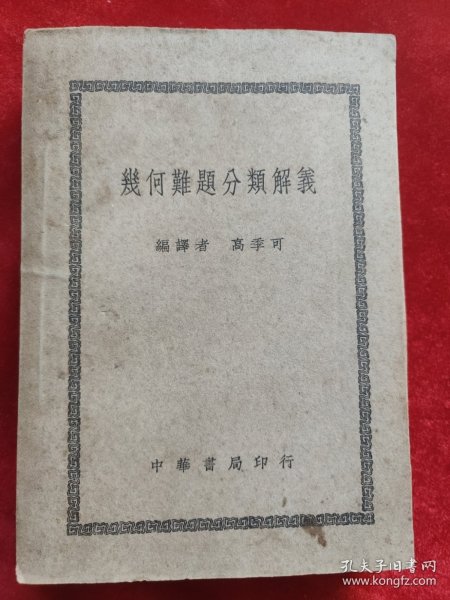 幾何難題分類解義
編譯者 高季可
中華書局印行
孔夫子旧书网
www.kongfz.com